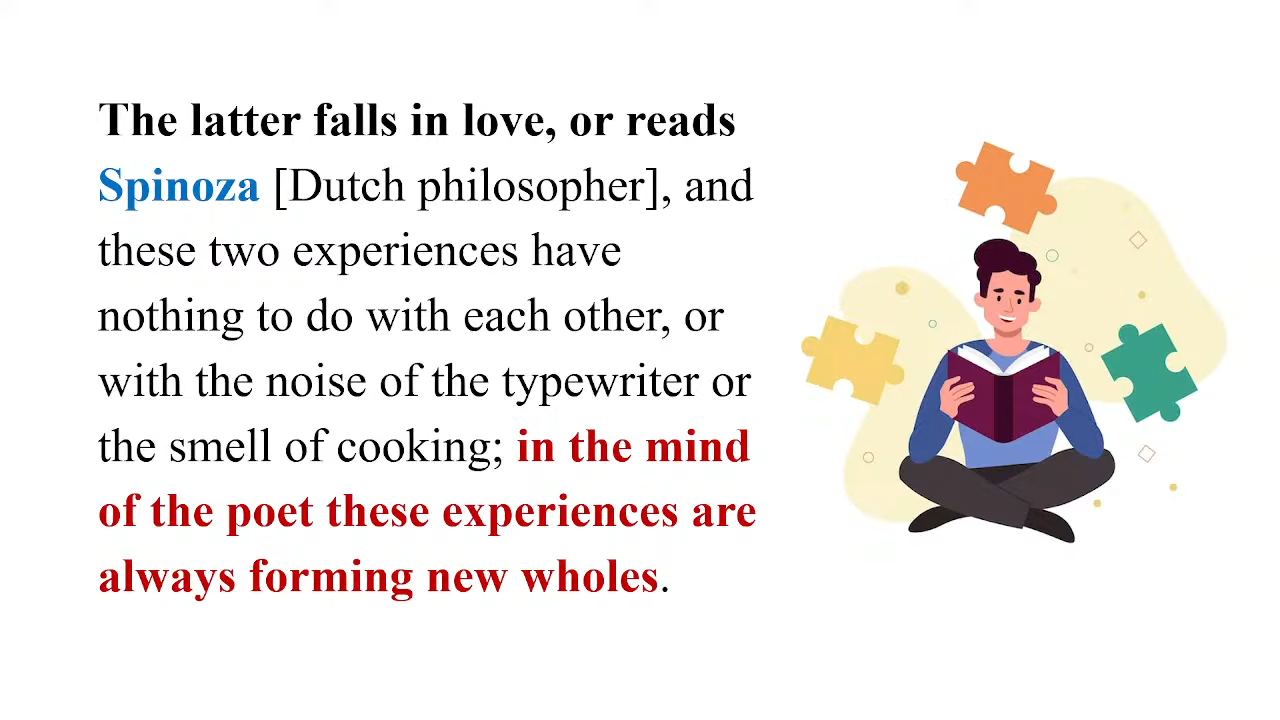 The latter falls in love, or reads
Spinoza [Dutch philosopher], and
these two experiences have
nothing to do with each other, or
with the noise of the typewriter or
the smell of cooking; in the mind
of the poet these experiences are
always forming new wholes.